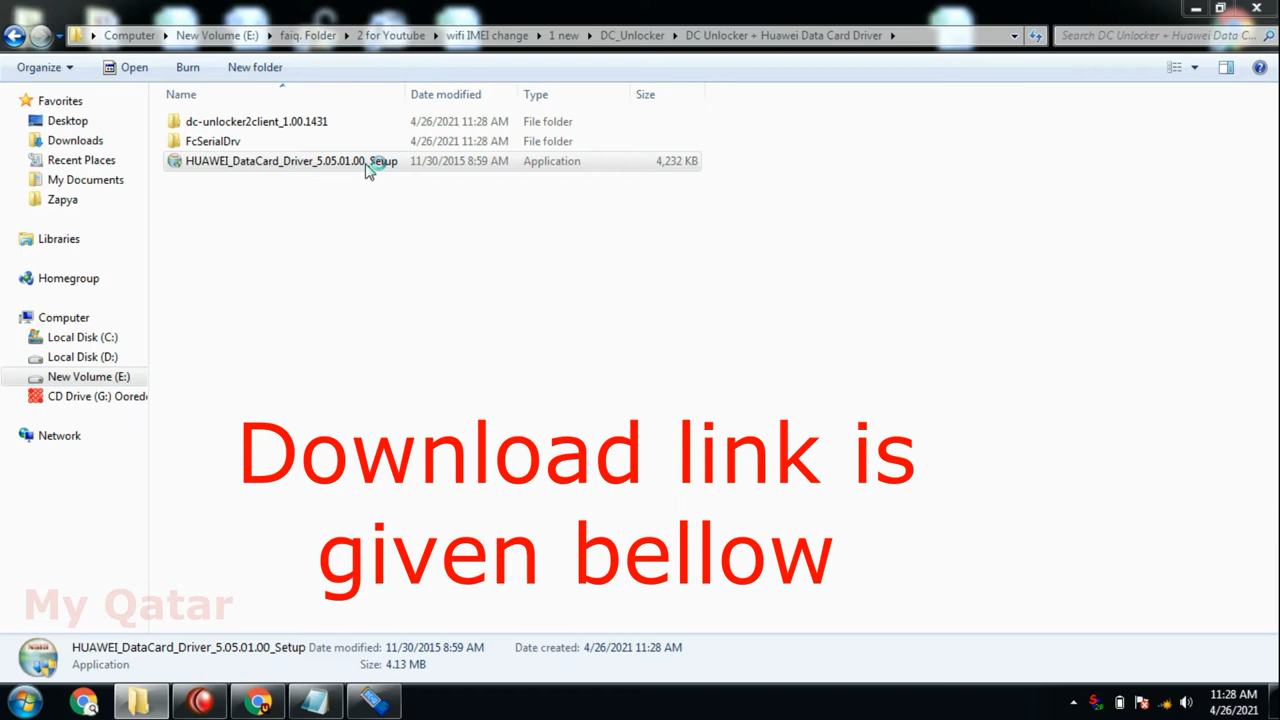 Computer New Volume (E:) faiq. Folder 2 for Youtube wifi IMEI change 1 new DC_Unlocker DC Unlocker + Huawei Data Card Driver Search DC Unlocker + Huawei Data C...
Organize Open Burn New folder
Name Date modified Type Size
Favorites
Desktop
Downloads
Recent Places
My Documents
Zapya
Libraries
Homegroup
Computer
Local Disk (C:)
Local Disk (D:)
New Volume (E:)
CD Drive (G:) Oored
Network
dc-unlocker2client_1.00.1431 4/26/2021 11:28 AM File folder
FcSerialDrv 4/26/2021 11:28 AM File folder
HUAWEI_DataCard_Driver_5.05.01.00_Setup 11/30/2015 8:59 AM Application 4,232 KB
Download link is
given bellow
My Qatar
HUAWEI_DataCard_Driver_5.05.01.00_Setup Date modified: 11/30/2015 8:59 AM Date created: 4/26/2021 11:28 AM
Application Size: 4.13 MB
11:28 AM
4/26/2021